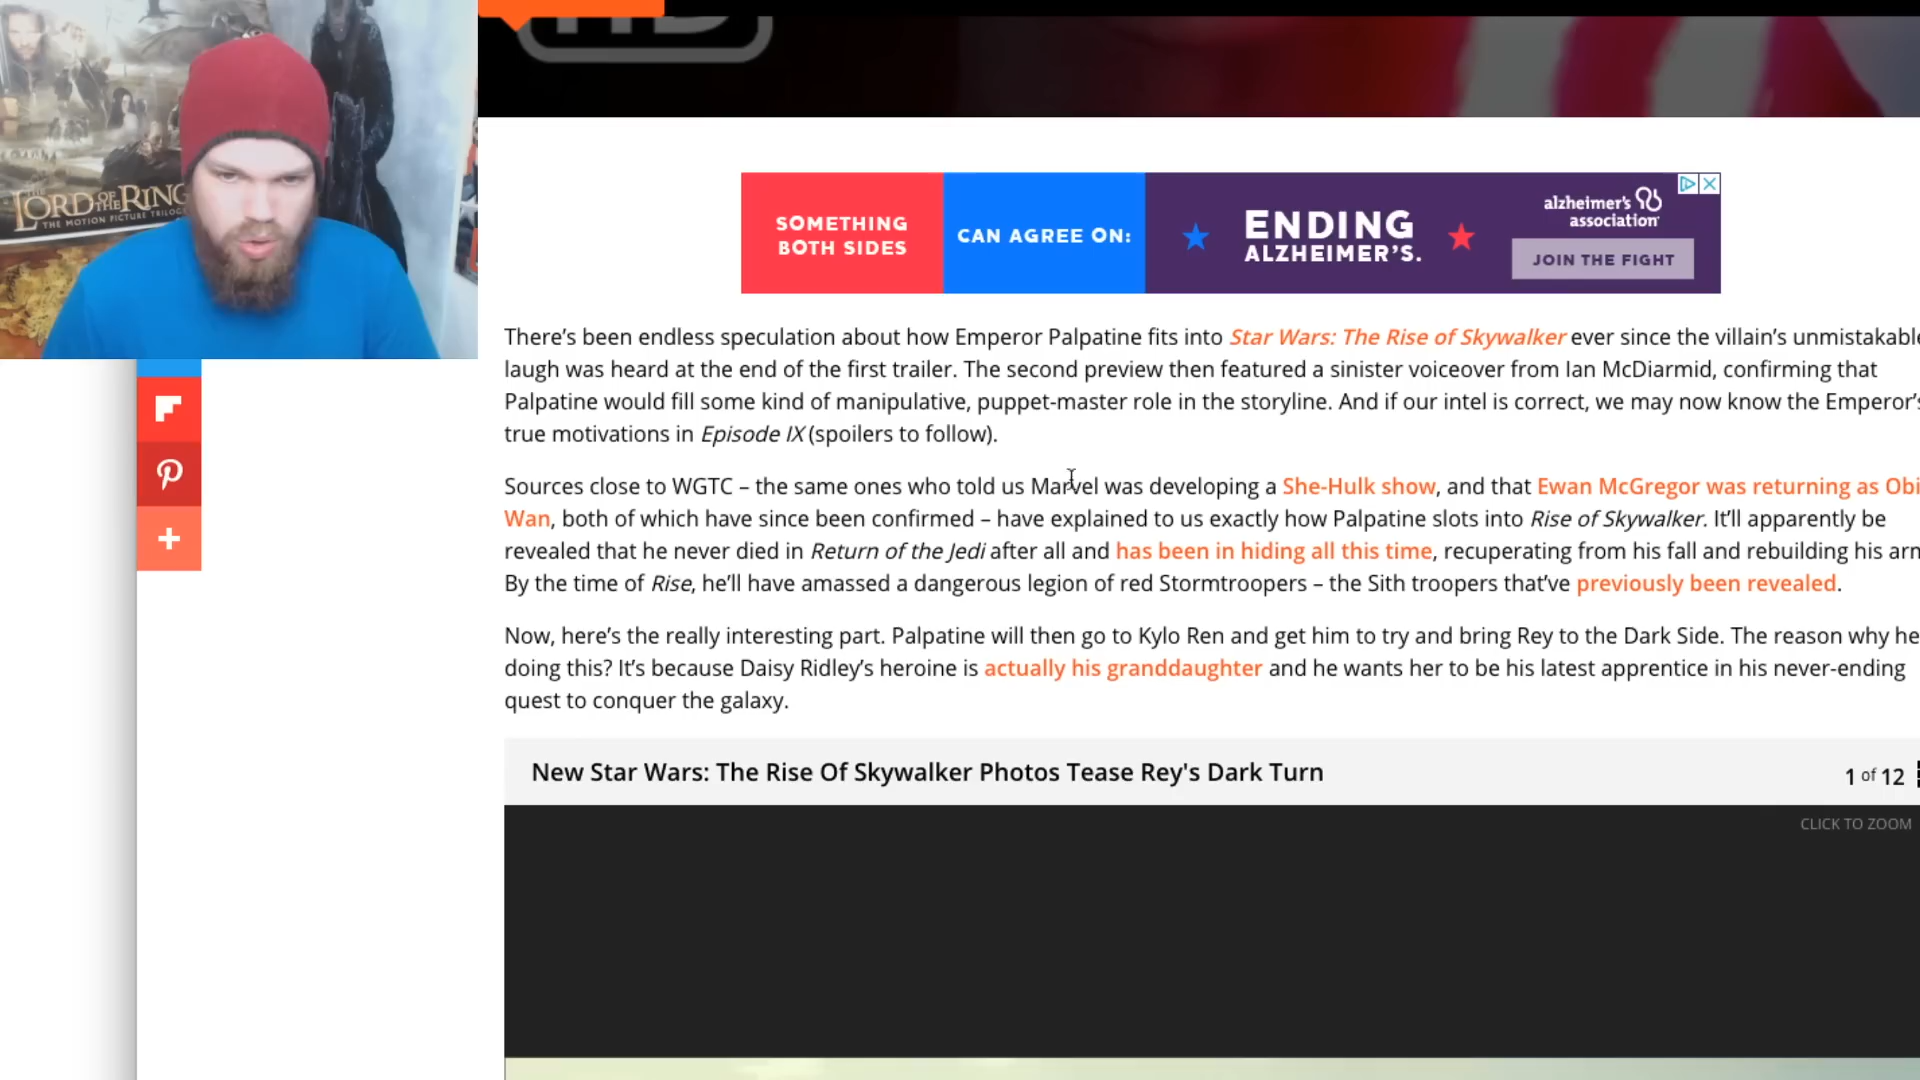 HD
THE
LORD OF THE RING
THE MOTION PICTURE TRILOG
SOMETHING
BOTH SIDES
CAN AGREE ON:
ENDING
ALZHEIMER'S.
alzheimer's
association
JOIN THE FIGHT
There's been endless speculation about how Emperor Palpatine fits into Star Wars: The Rise of Skywalker ever since the villain's unmistakable
laugh was heard at the end of the first trailer. The second preview then featured a sinister voiceover from Ian McDiarmid, confirming that
Palpatine would fill some kind of manipulative, puppet-master role in the storyline. And if our intel is correct, we may now know the Emperor's
true motivations in Episode IX (spoilers to follow).
Sources close to WGTC – the same ones who told us Marvel was developing a She-Hulk show, and that Ewan McGregor was returning as Obi
Wan, both of which have since been confirmed – have explained to us exactly how Palpatine slots into Rise of Skywalker. It'll apparently be
revealed that he never died in Return of the Jedi after all and has been in hiding all this time, recuperating from his fall and rebuilding his arm
By the time of Rise, he'll have amassed a dangerous legion of red Stormtroopers – the Sith troopers that've previously been revealed.
Now, here's the really interesting part. Palpatine will then go to Kylo Ren and get him to try and bring Rey to the Dark Side. The reason why he
doing this? It's because Daisy Ridley's heroine is actually his granddaughter and he wants her to be his latest apprentice in his never-ending
quest to conquer the galaxy.
New Star Wars: The Rise Of Skywalker Photos Tease Rey's Dark Turn
1 of 12
CLICK TO ZOOM